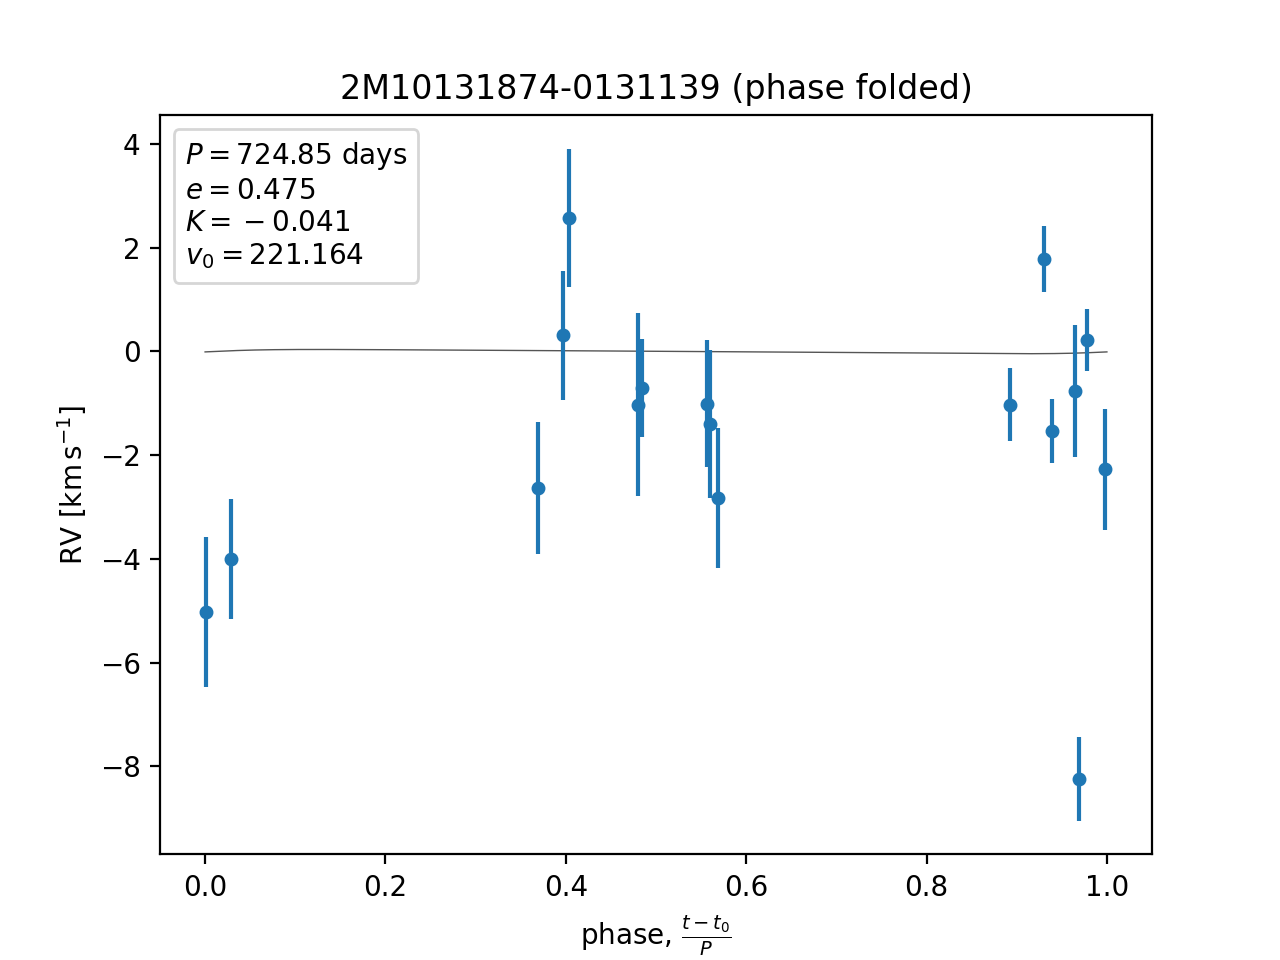 2M10131874-0131139 (phase folded)
P = 724.85 days
e = 0.475
K = −0.041
v₀ = 221.164
4
2
0
−2
−4
−6
−8
RV [km s⁻¹]
0.0 0.2 0.4 0.6 0.8 1.0
phase, (t − t₀)/P